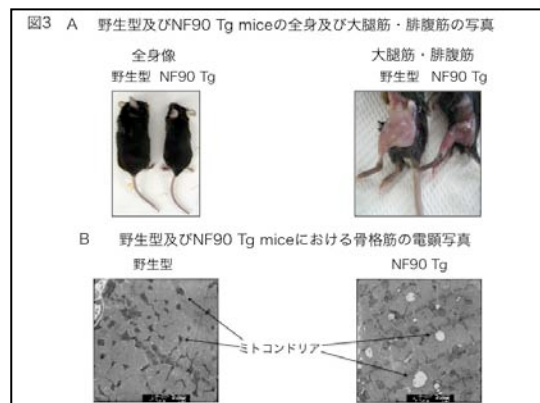 図3 A 野生型及びNF90 Tg miceの全身及び大腿筋・腓腹筋の写真
全身像
野生型 NF90 Tg
大腿筋・腓腹筋
野生型 NF90 Tg
B 野生型及びNF90 Tg miceにおける骨格筋の電顕写真
野生型
NF90 Tg
ミトコンドリア